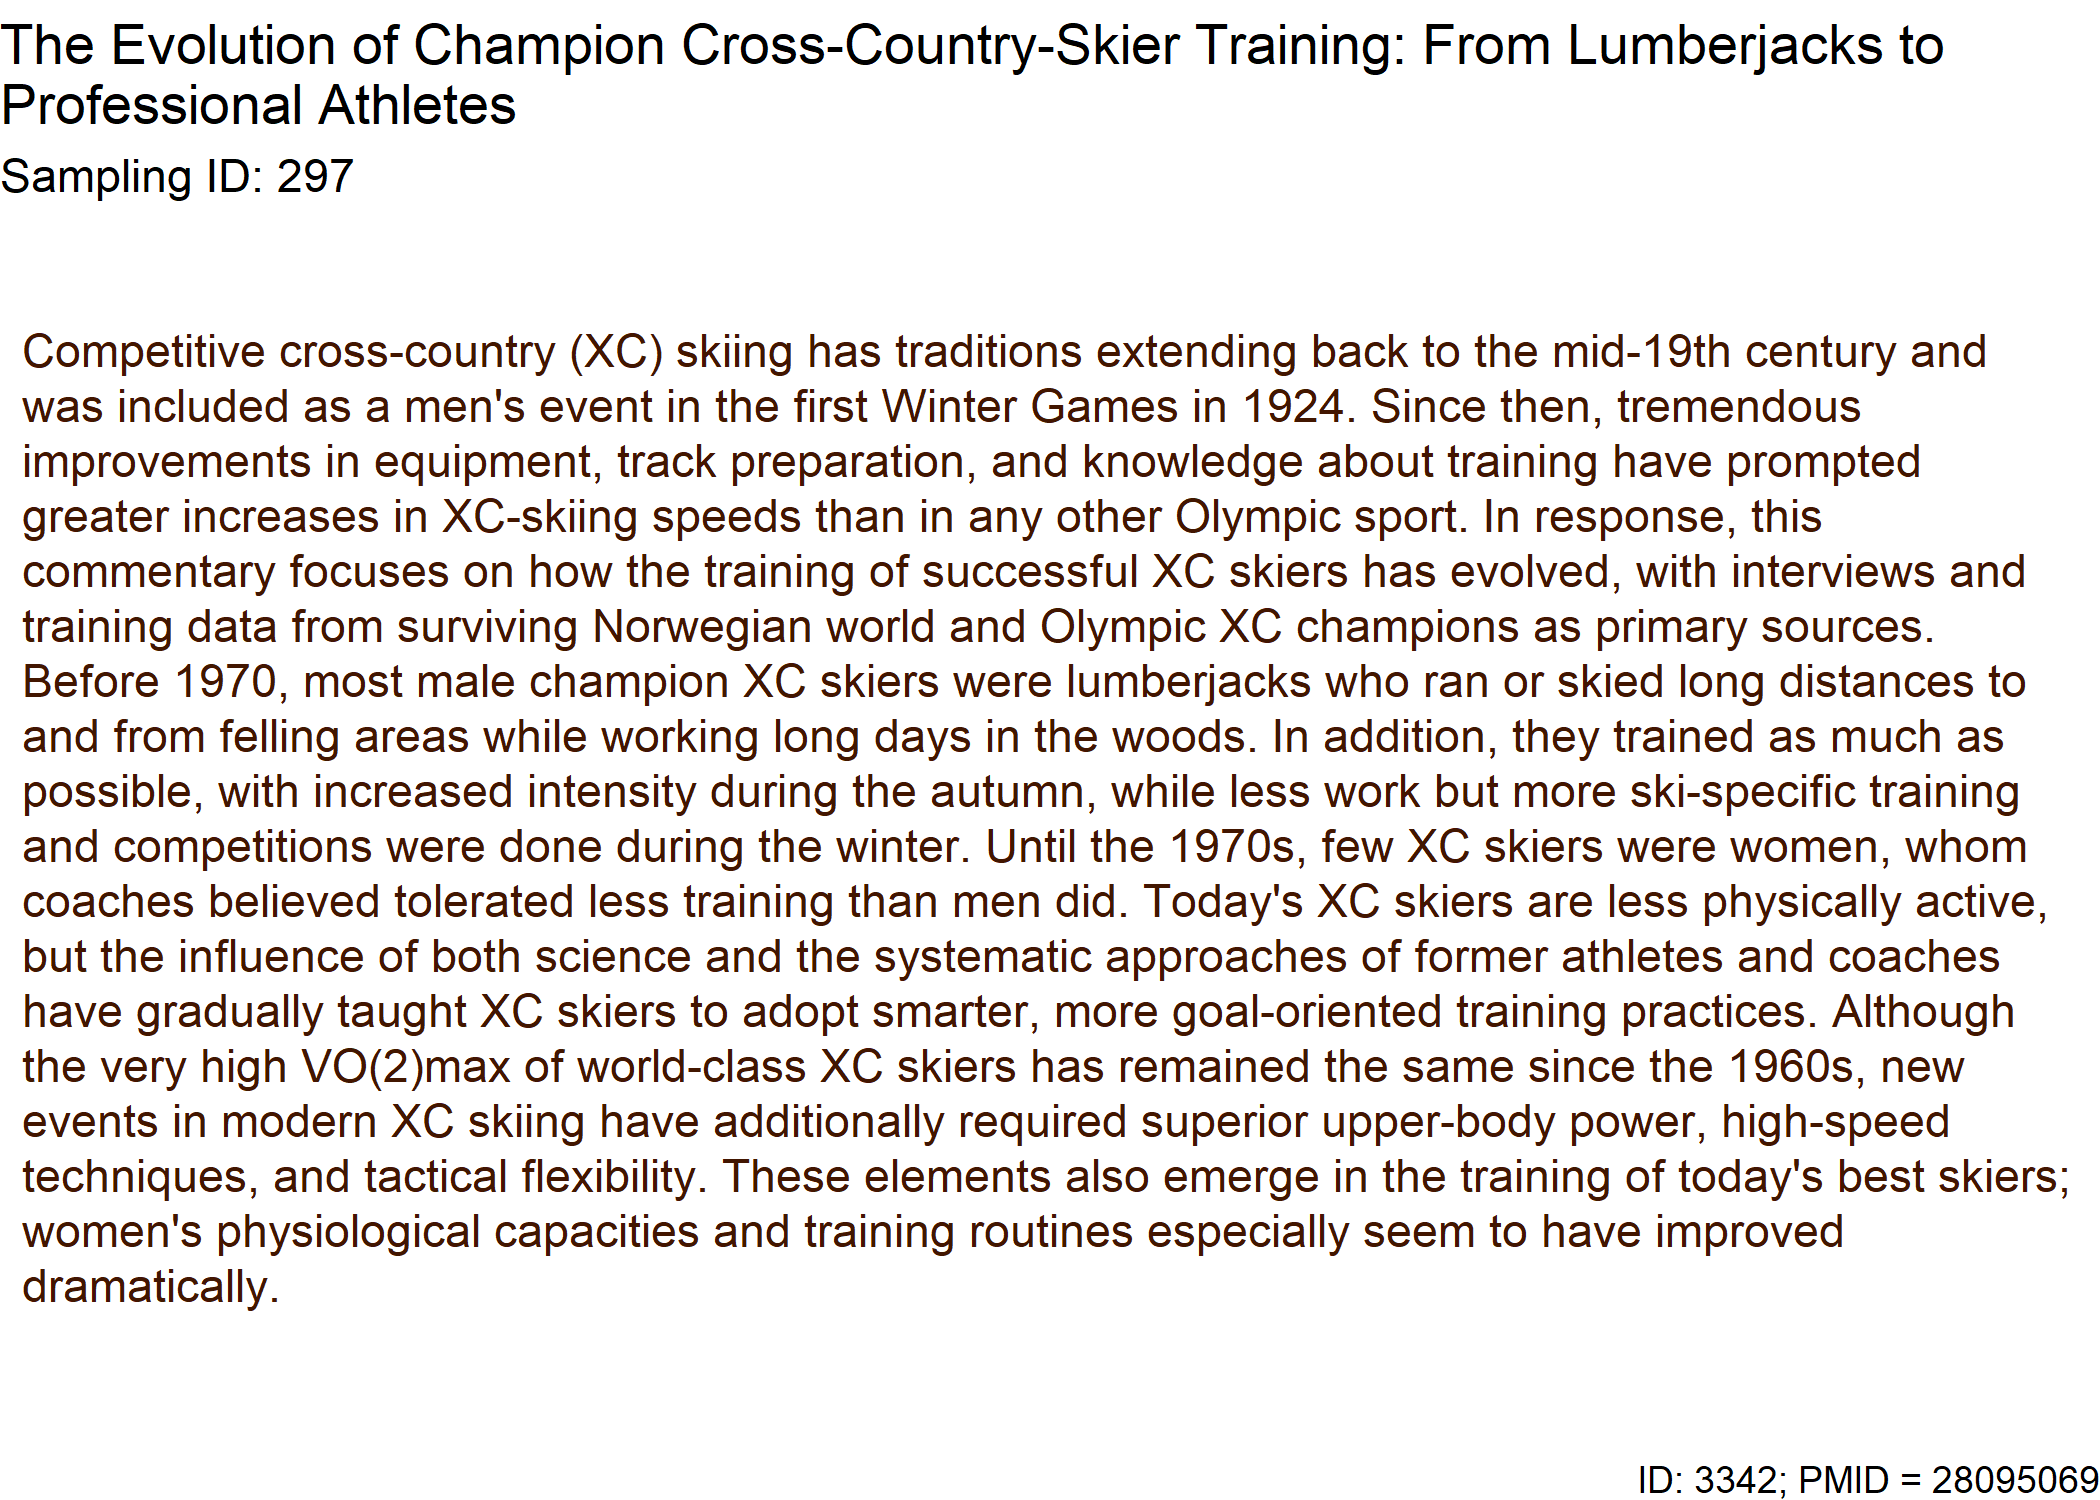 The Evolution of Champion Cross-Country-Skier Training: From Lumberjacks to
Professional Athletes
Sampling ID: 297
Competitive cross-country (XC) skiing has traditions extending back to the mid-19th century and
was included as a men's event in the first Winter Games in 1924. Since then, tremendous
improvements in equipment, track preparation, and knowledge about training have prompted
greater increases in XC-skiing speeds than in any other Olympic sport. In response, this
commentary focuses on how the training of successful XC skiers has evolved, with interviews and
training data from surviving Norwegian world and Olympic XC champions as primary sources.
Before 1970, most male champion XC skiers were lumberjacks who ran or skied long distances to
and from felling areas while working long days in the woods. In addition, they trained as much as
possible, with increased intensity during the autumn, while less work but more ski-specific training
and competitions were done during the winter. Until the 1970s, few XC skiers were women, whom
coaches believed tolerated less training than men did. Today's XC skiers are less physically active,
but the influence of both science and the systematic approaches of former athletes and coaches
have gradually taught XC skiers to adopt smarter, more goal-oriented training practices. Although
the very high VO(2)max of world-class XC skiers has remained the same since the 1960s, new
events in modern XC skiing have additionally required superior upper-body power, high-speed
techniques, and tactical flexibility. These elements also emerge in the training of today's best skiers;
women's physiological capacities and training routines especially seem to have improved
dramatically.
ID: 3342; PMID = 28095069